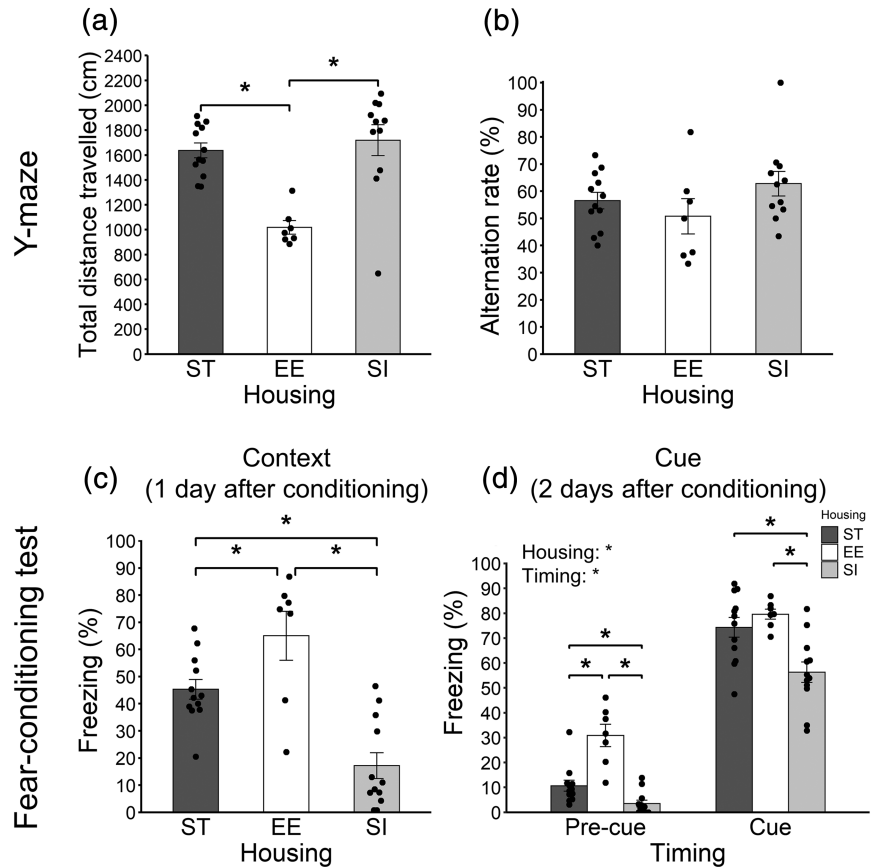 (a)
(b)
Y-maze
Total distance travelled (cm)
2400
2200
2000
1800
1600
1400
1200
1000
800
600
400
200
0
*
*
ST
EE
SI
Housing
Alternation rate (%)
100
90
80
70
60
50
40
30
20
10
0
ST
EE
SI
Housing
Fear-conditioning test
(c)
Context
(1 day after conditioning)
Freezing (%)
100
90
80
70
60
50
40
30
20
10
0
*
*
*
ST
EE
SI
Housing
(d)
Cue
(2 days after conditioning)
Housing
ST
EE
SI
Housing: *
Timing: *
Freezing (%)
100
90
80
70
60
50
40
30
20
10
0
*
*
*
*
*
Pre-cue
Cue
Timing